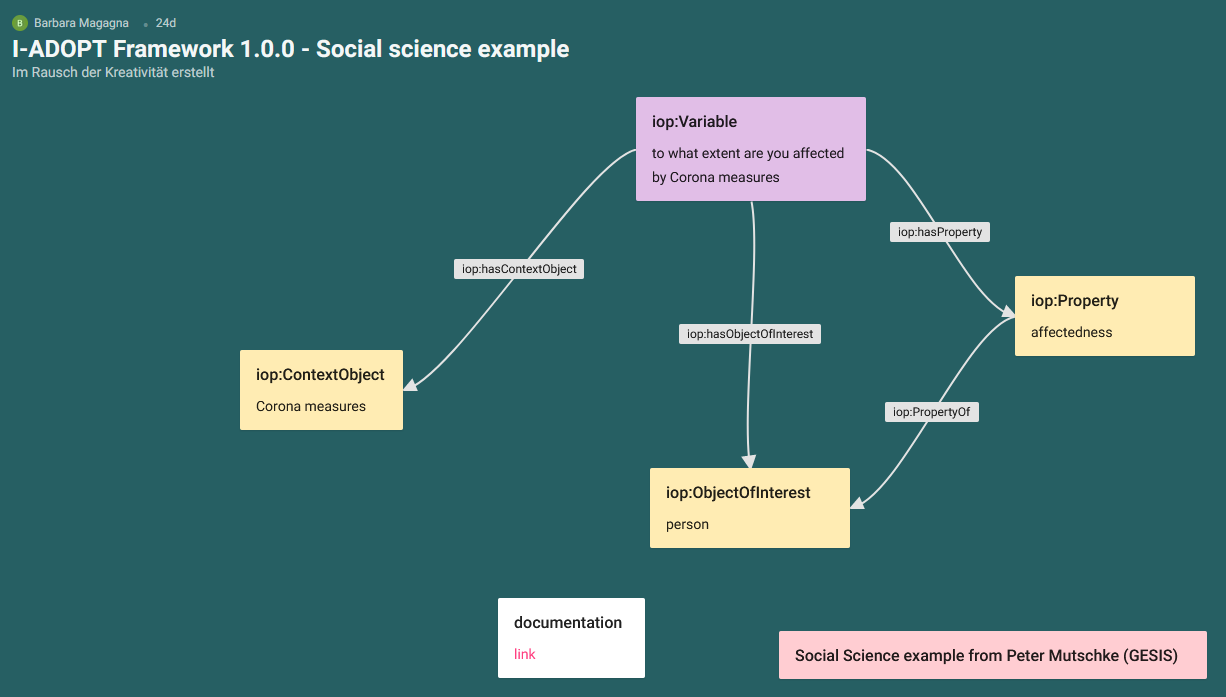 B Barbara Magagna • 24d
I-ADOPT Framework 1.0.0 - Social science example
Im Rausch der Kreativität erstellt
iop:Variable
to what extent are you affected
by Corona measures
iop:hasProperty
iop:hasContextObject
iop:Property
affectedness
iop:hasObjectOfInterest
iop:ContextObject
Corona measures
iop:PropertyOf
iop:ObjectOfInterest
person
documentation
link
Social Science example from Peter Mutschke (GESIS)